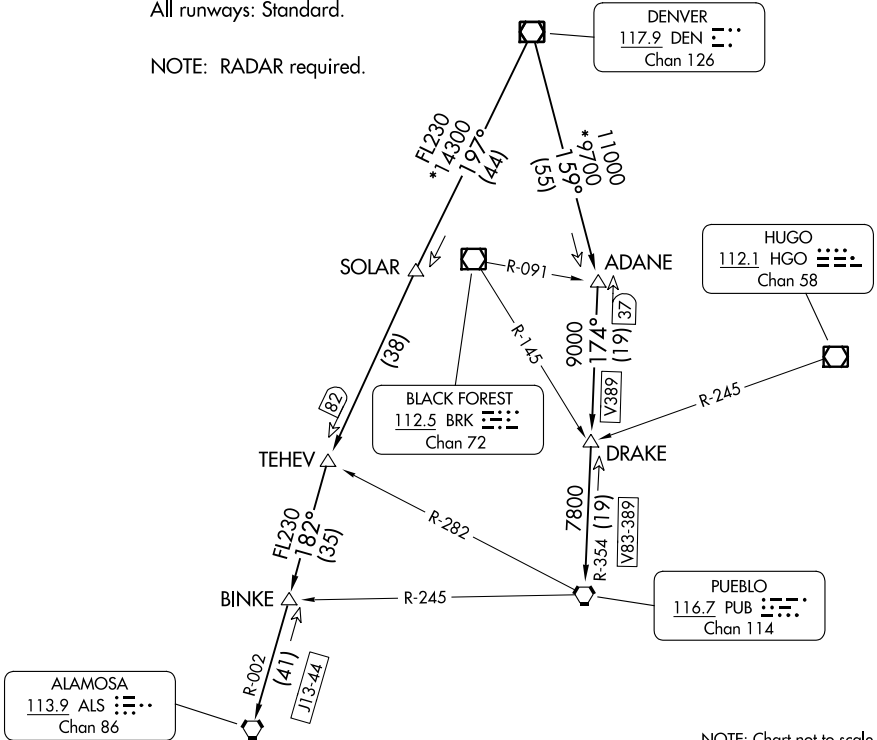 All runways: Standard.
NOTE: RADAR required.
DENVER
117.9 DEN
Chan 126
FL230
*14300
197°
(44)
11000
*9700
159°
(55)
HUGO
112.1 HGO
Chan 58
SOLAR
R-091
ADANE
37
9000
174°
(19)
V389
R-145
R-245
(38)
82
BLACK FOREST
112.5 BRK
Chan 72
TEHEV
DRAKE
R-282
7800
R-354 (19)
V83-389
FL230
182°
(35)
BINKE
R-245
PUEBLO
116.7 PUB
Chan 114
R-002
(41)
J13-44
ALAMOSA
113.9 ALS
Chan 86
NOTE: Chart not to scale